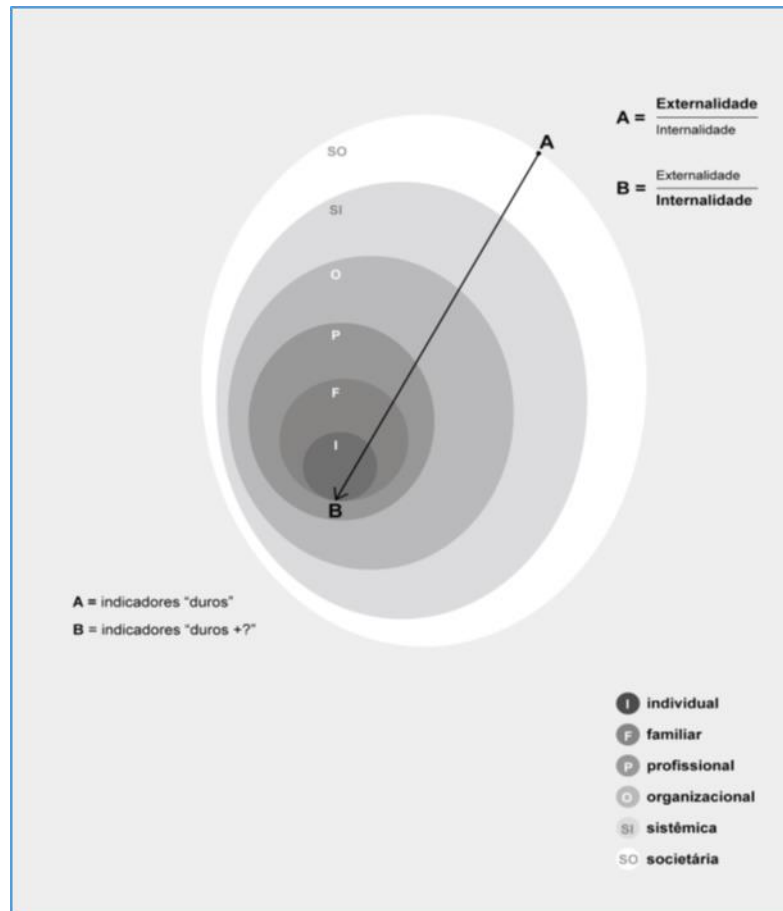 Externalidade
A =
Internalidade
Externalidade
B =
Internalidade
A
SO
SI
O
P
F
I
B
A = indicadores “duros”
B = indicadores “duros +?”
I individual
F familiar
P profissional
O organizacional
SI sistêmica
SO societária